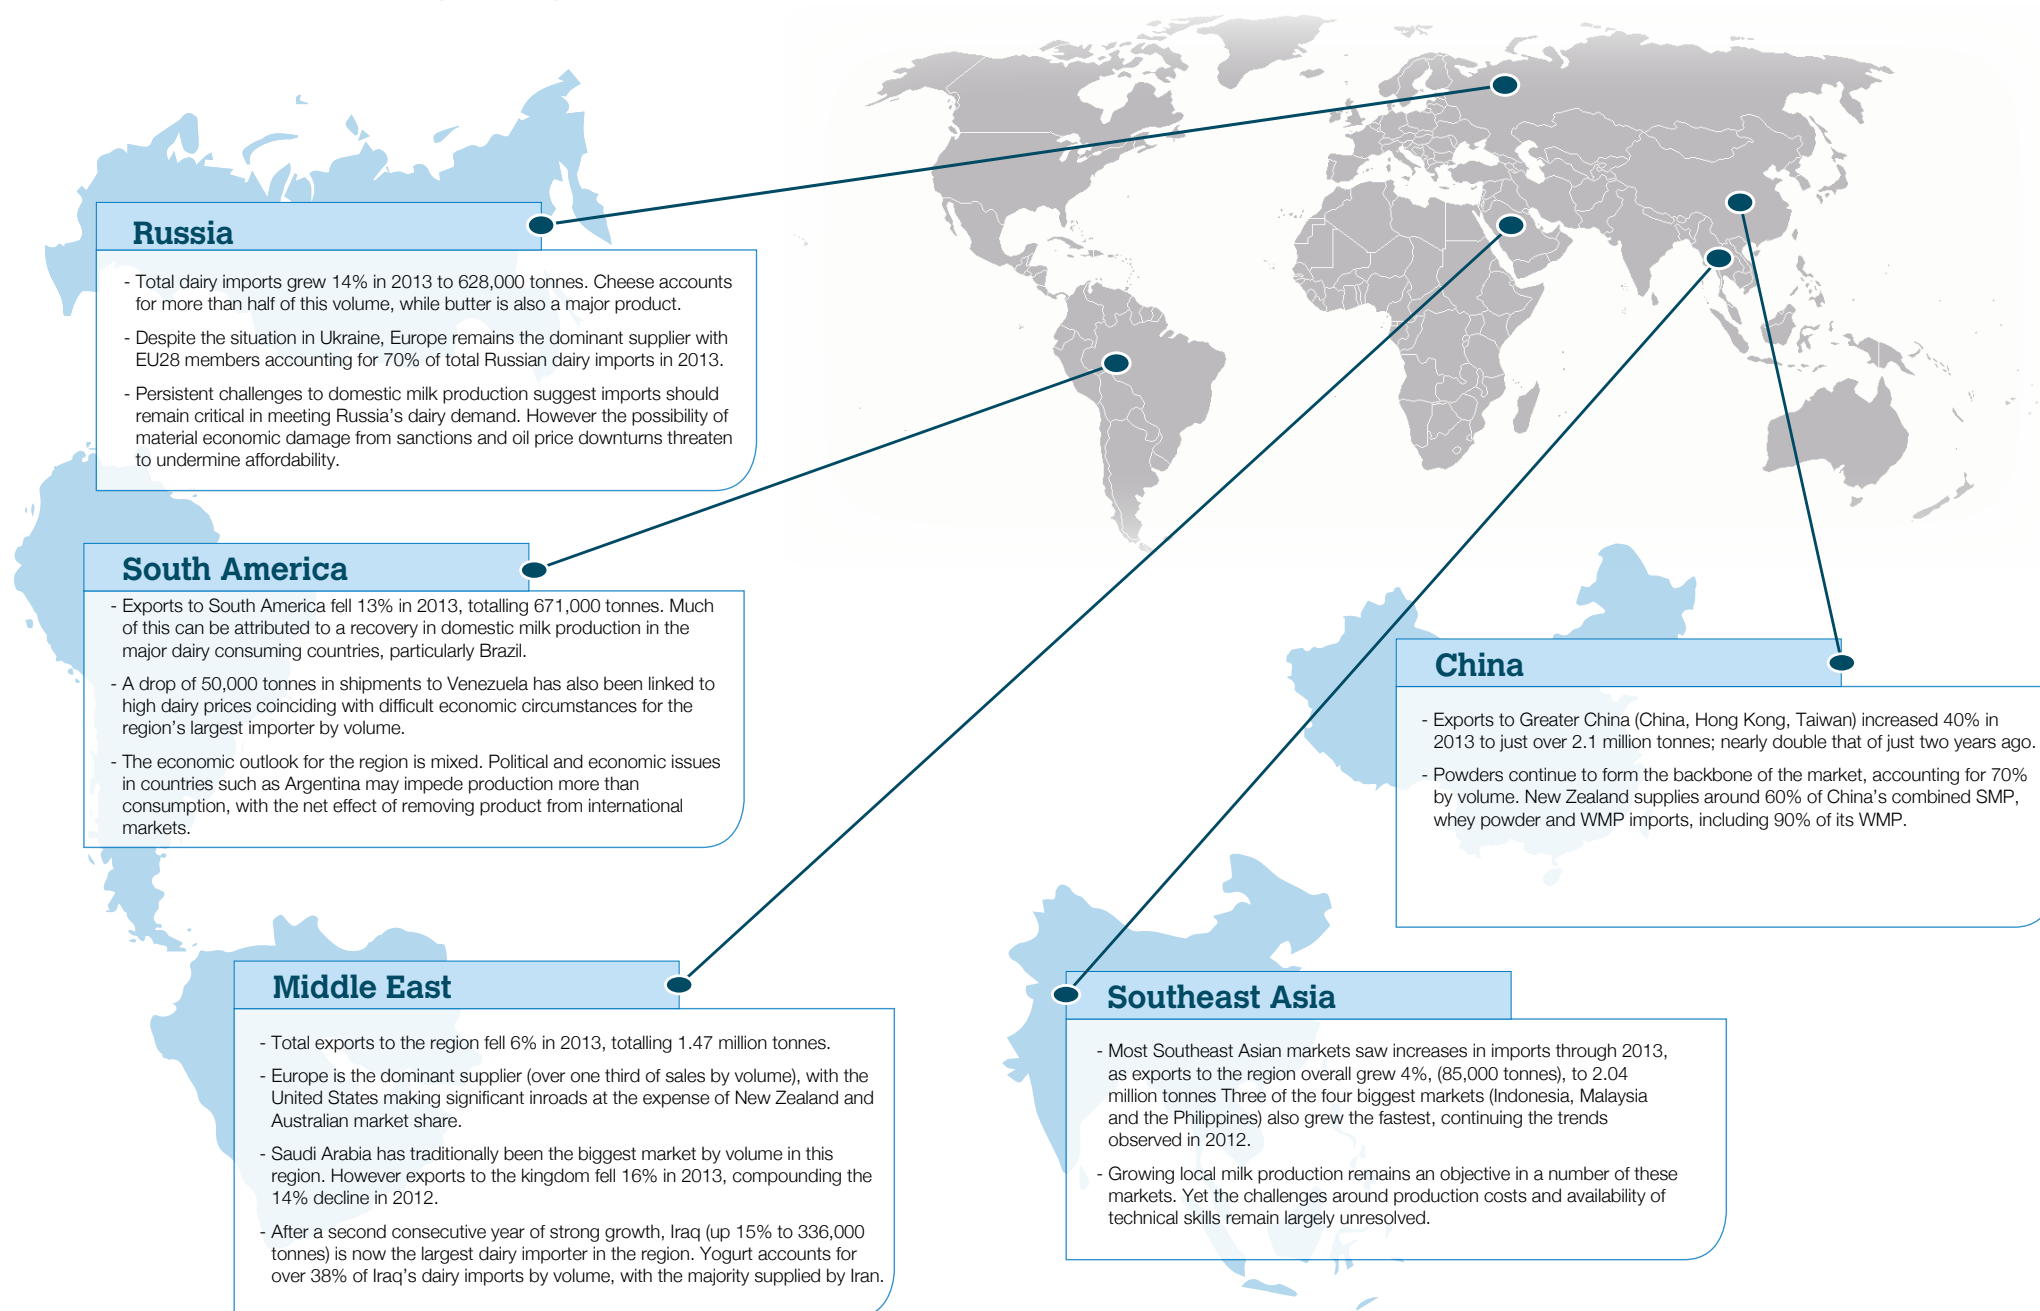 Russia
- Total dairy imports grew 14% in 2013 to 628,000 tonnes. Cheese accounts
for more than half of this volume, while butter is also a major product.
- Despite the situation in Ukraine, Europe remains the dominant supplier with
EU28 members accounting for 70% of total Russian dairy imports in 2013.
- Persistent challenges to domestic milk production suggest imports should
remain critical in meeting Russia's dairy demand. However the possibility of
material economic damage from sanctions and oil price downturns threaten
to undermine affordability.
South America
- Exports to South America fell 13% in 2013, totalling 671,000 tonnes. Much
of this can be attributed to a recovery in domestic milk production in the
major dairy consuming countries, particularly Brazil.
- A drop of 50,000 tonnes in shipments to Venezuela has also been linked to
high dairy prices coinciding with difficult economic circumstances for the
region's largest importer by volume.
- The economic outlook for the region is mixed. Political and economic issues
in countries such as Argentina may impede production more than
consumption, with the net effect of removing product from international
markets.
Middle East
- Total exports to the region fell 6% in 2013, totalling 1.47 million tonnes.
- Europe is the dominant supplier (over one third of sales by volume), with the
United States making significant inroads at the expense of New Zealand and
Australian market share.
- Saudi Arabia has traditionally been the biggest market by volume in this
region. However exports to the kingdom fell 16% in 2013, compounding the
14% decline in 2012.
- After a second consecutive year of strong growth, Iraq (up 15% to 336,000
tonnes) is now the largest dairy importer in the region. Yogurt accounts for
over 38% of Iraq's dairy imports by volume, with the majority supplied by Iran.
China
- Exports to Greater China (China, Hong Kong, Taiwan) increased 40% in
2013 to just over 2.1 million tonnes; nearly double that of just two years ago.
- Powders continue to form the backbone of the market, accounting for 70%
by volume. New Zealand supplies around 60% of China's combined SMP,
whey powder and WMP imports, including 90% of its WMP.
Southeast Asia
- Most Southeast Asian markets saw increases in imports through 2013,
as exports to the region overall grew 4%, (85,000 tonnes), to 2.04
million tonnes Three of the four biggest markets (Indonesia, Malaysia
and the Philippines) also grew the fastest, continuing the trends
observed in 2012.
- Growing local milk production remains an objective in a number of these
markets. Yet the challenges around production costs and availability of
technical skills remain largely unresolved.